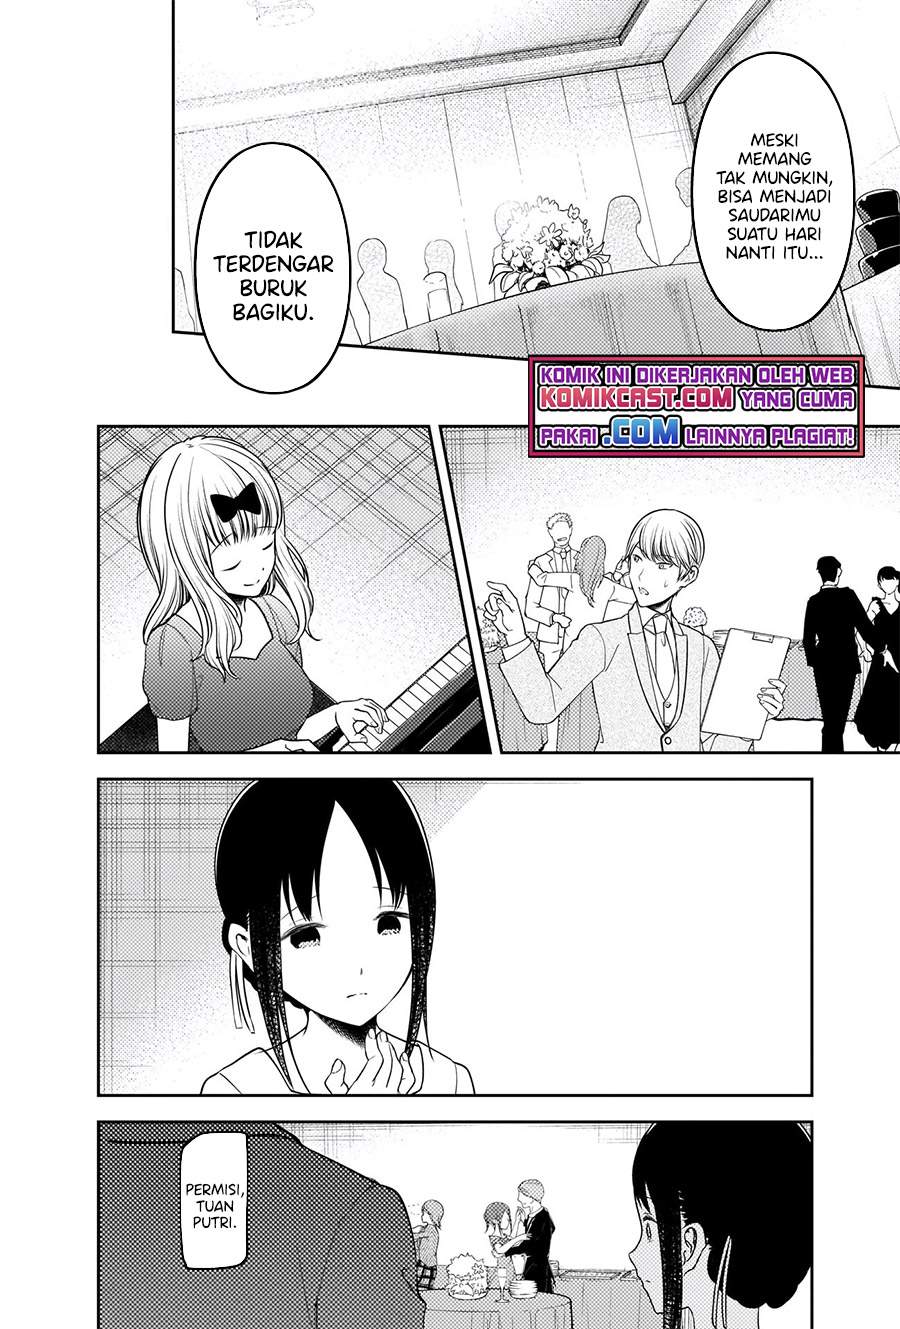 MESKI
MEMANG
TAK MUNGKIN,
BISA MENJADI
SAUDARIMU
SUATU HARI
NANTI ITU...
TIDAK
TERDENGAR
BURUK
BAGIKU.
KOMIK INI DIKERJAKAN OLEH WEB
KOMIKCAST.COM YANG CUMA
PAKAI .COM LAINNYA PLAGIAT!
PERMISI,
TUAN
PUTRI.